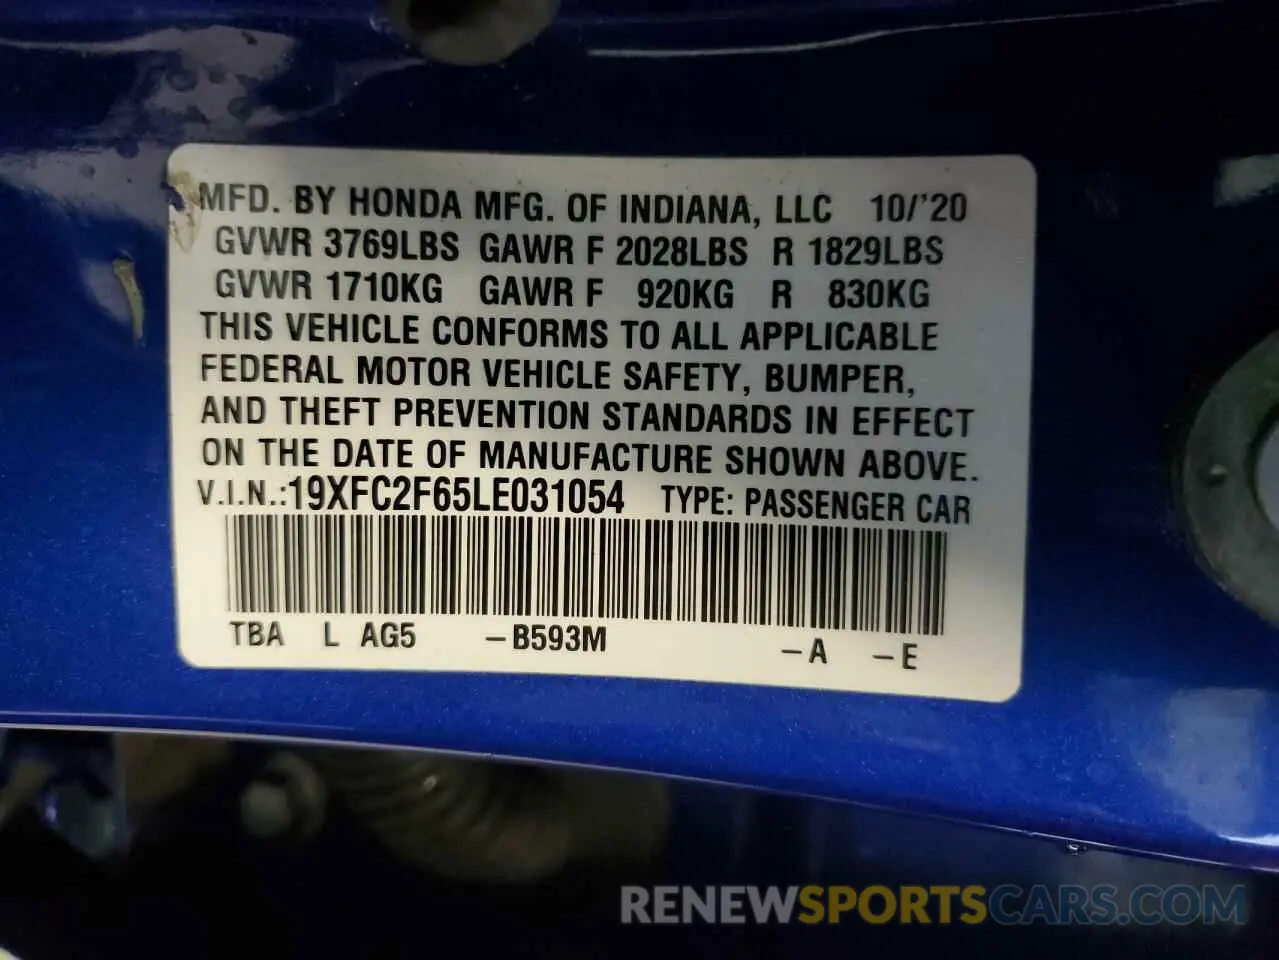 MFD. BY HONDA MFG. OF INDIANA, LLC 10/'20
GVWR 3769LBS GAWR F 2028LBS R 1829LBS
GVWR 1710KG GAWR F 920KG R 830KG
THIS VEHICLE CONFORMS TO ALL APPLICABLE
FEDERAL MOTOR VEHICLE SAFETY, BUMPER,
AND THEFT PREVENTION STANDARDS IN EFFECT
ON THE DATE OF MANUFACTURE SHOWN ABOVE.
V.I.N.:19XFC2F65LE031054 TYPE: PASSENGER CAR
TBA L AG5 –B593M –A –E
RENEWSPORTSCARS.COM